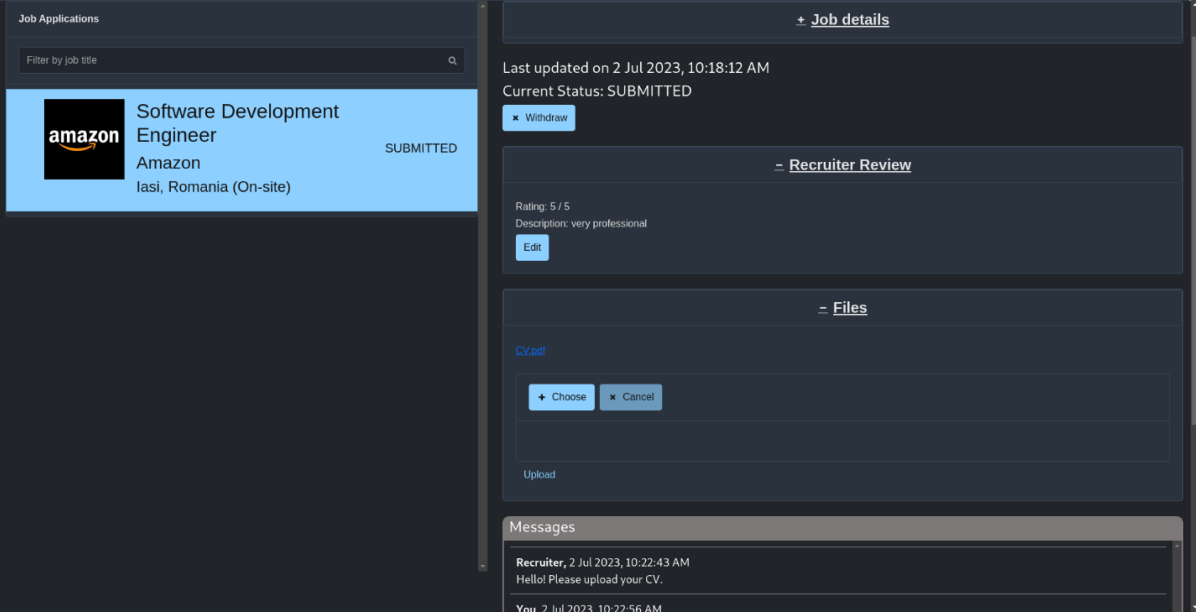 Job Applications
Filter by job title
amazon
Software Development
Engineer
Amazon
Iasi, Romania (On-site)
SUBMITTED
+ Job details
Last updated on 2 Jul 2023, 10:18:12 AM
Current Status: SUBMITTED
× Withdraw
− Recruiter Review
Rating: 5 / 5
Description: very professional
Edit
− Files
CV.pdf
+ Choose
× Cancel
Upload
Messages
Recruiter, 2 Jul 2023, 10:22:43 AM
Hello! Please upload your CV.
You, 2 Jul 2023, 10:22:56 AM